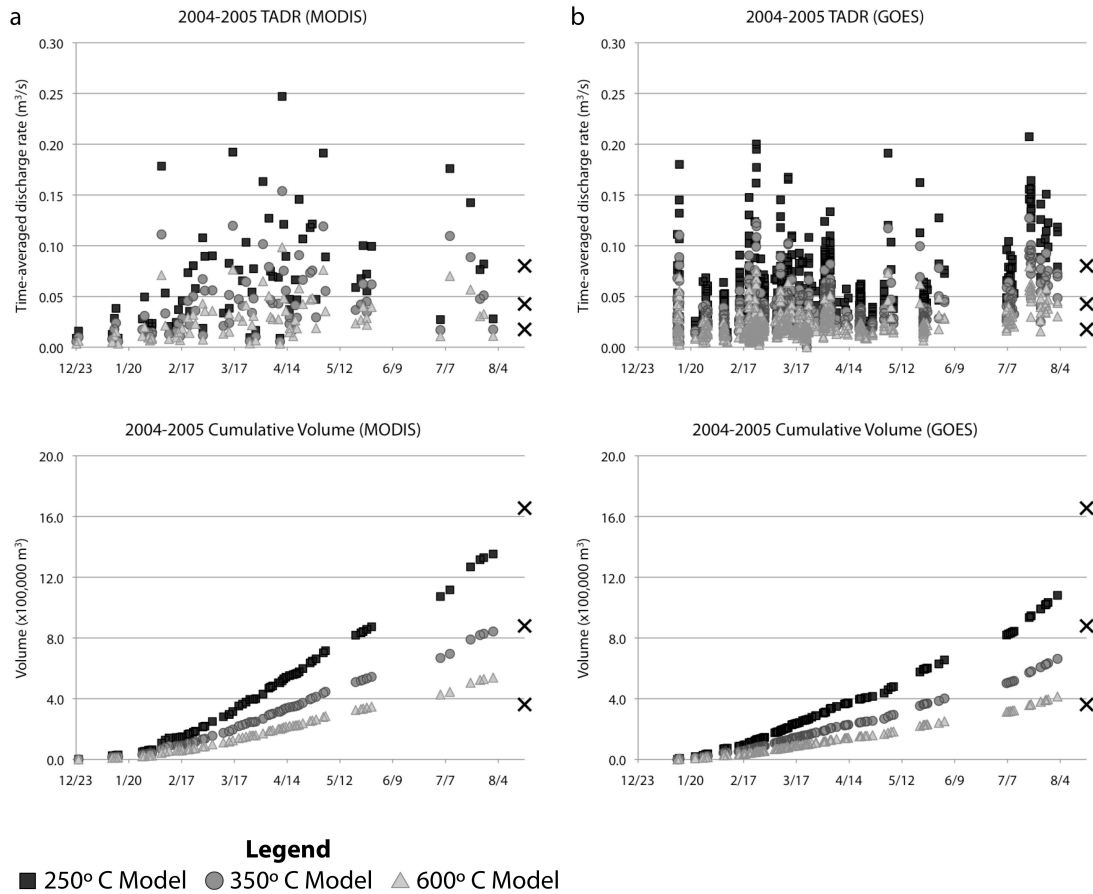 a
2004-2005 TADR (MODIS)
Time-averaged discharge rate (m³/s)
0.30
0.25
0.20
0.15
0.10
0.05
0.00
12/23 1/20 2/17 3/17 4/14 5/12 6/9 7/7 8/4
b
2004-2005 TADR (GOES)
Time-averaged discharge rate (m³/s)
0.30
0.25
0.20
0.15
0.10
0.05
0.00
12/23 1/20 2/17 3/17 4/14 5/12 6/9 7/7 8/4
2004-2005 Cumulative Volume (MODIS)
Volume (x100,000 m³)
20.0
16.0
12.0
8.0
4.0
0.0
12/23 1/20 2/17 3/17 4/14 5/12 6/9 7/7 8/4
2004-2005 Cumulative Volume (GOES)
Volume (x100,000 m³)
20.0
16.0
12.0
8.0
4.0
0.0
12/23 1/20 2/17 3/17 4/14 5/12 6/9 7/7 8/4
Legend
250º C Model 350º C Model 600º C Model